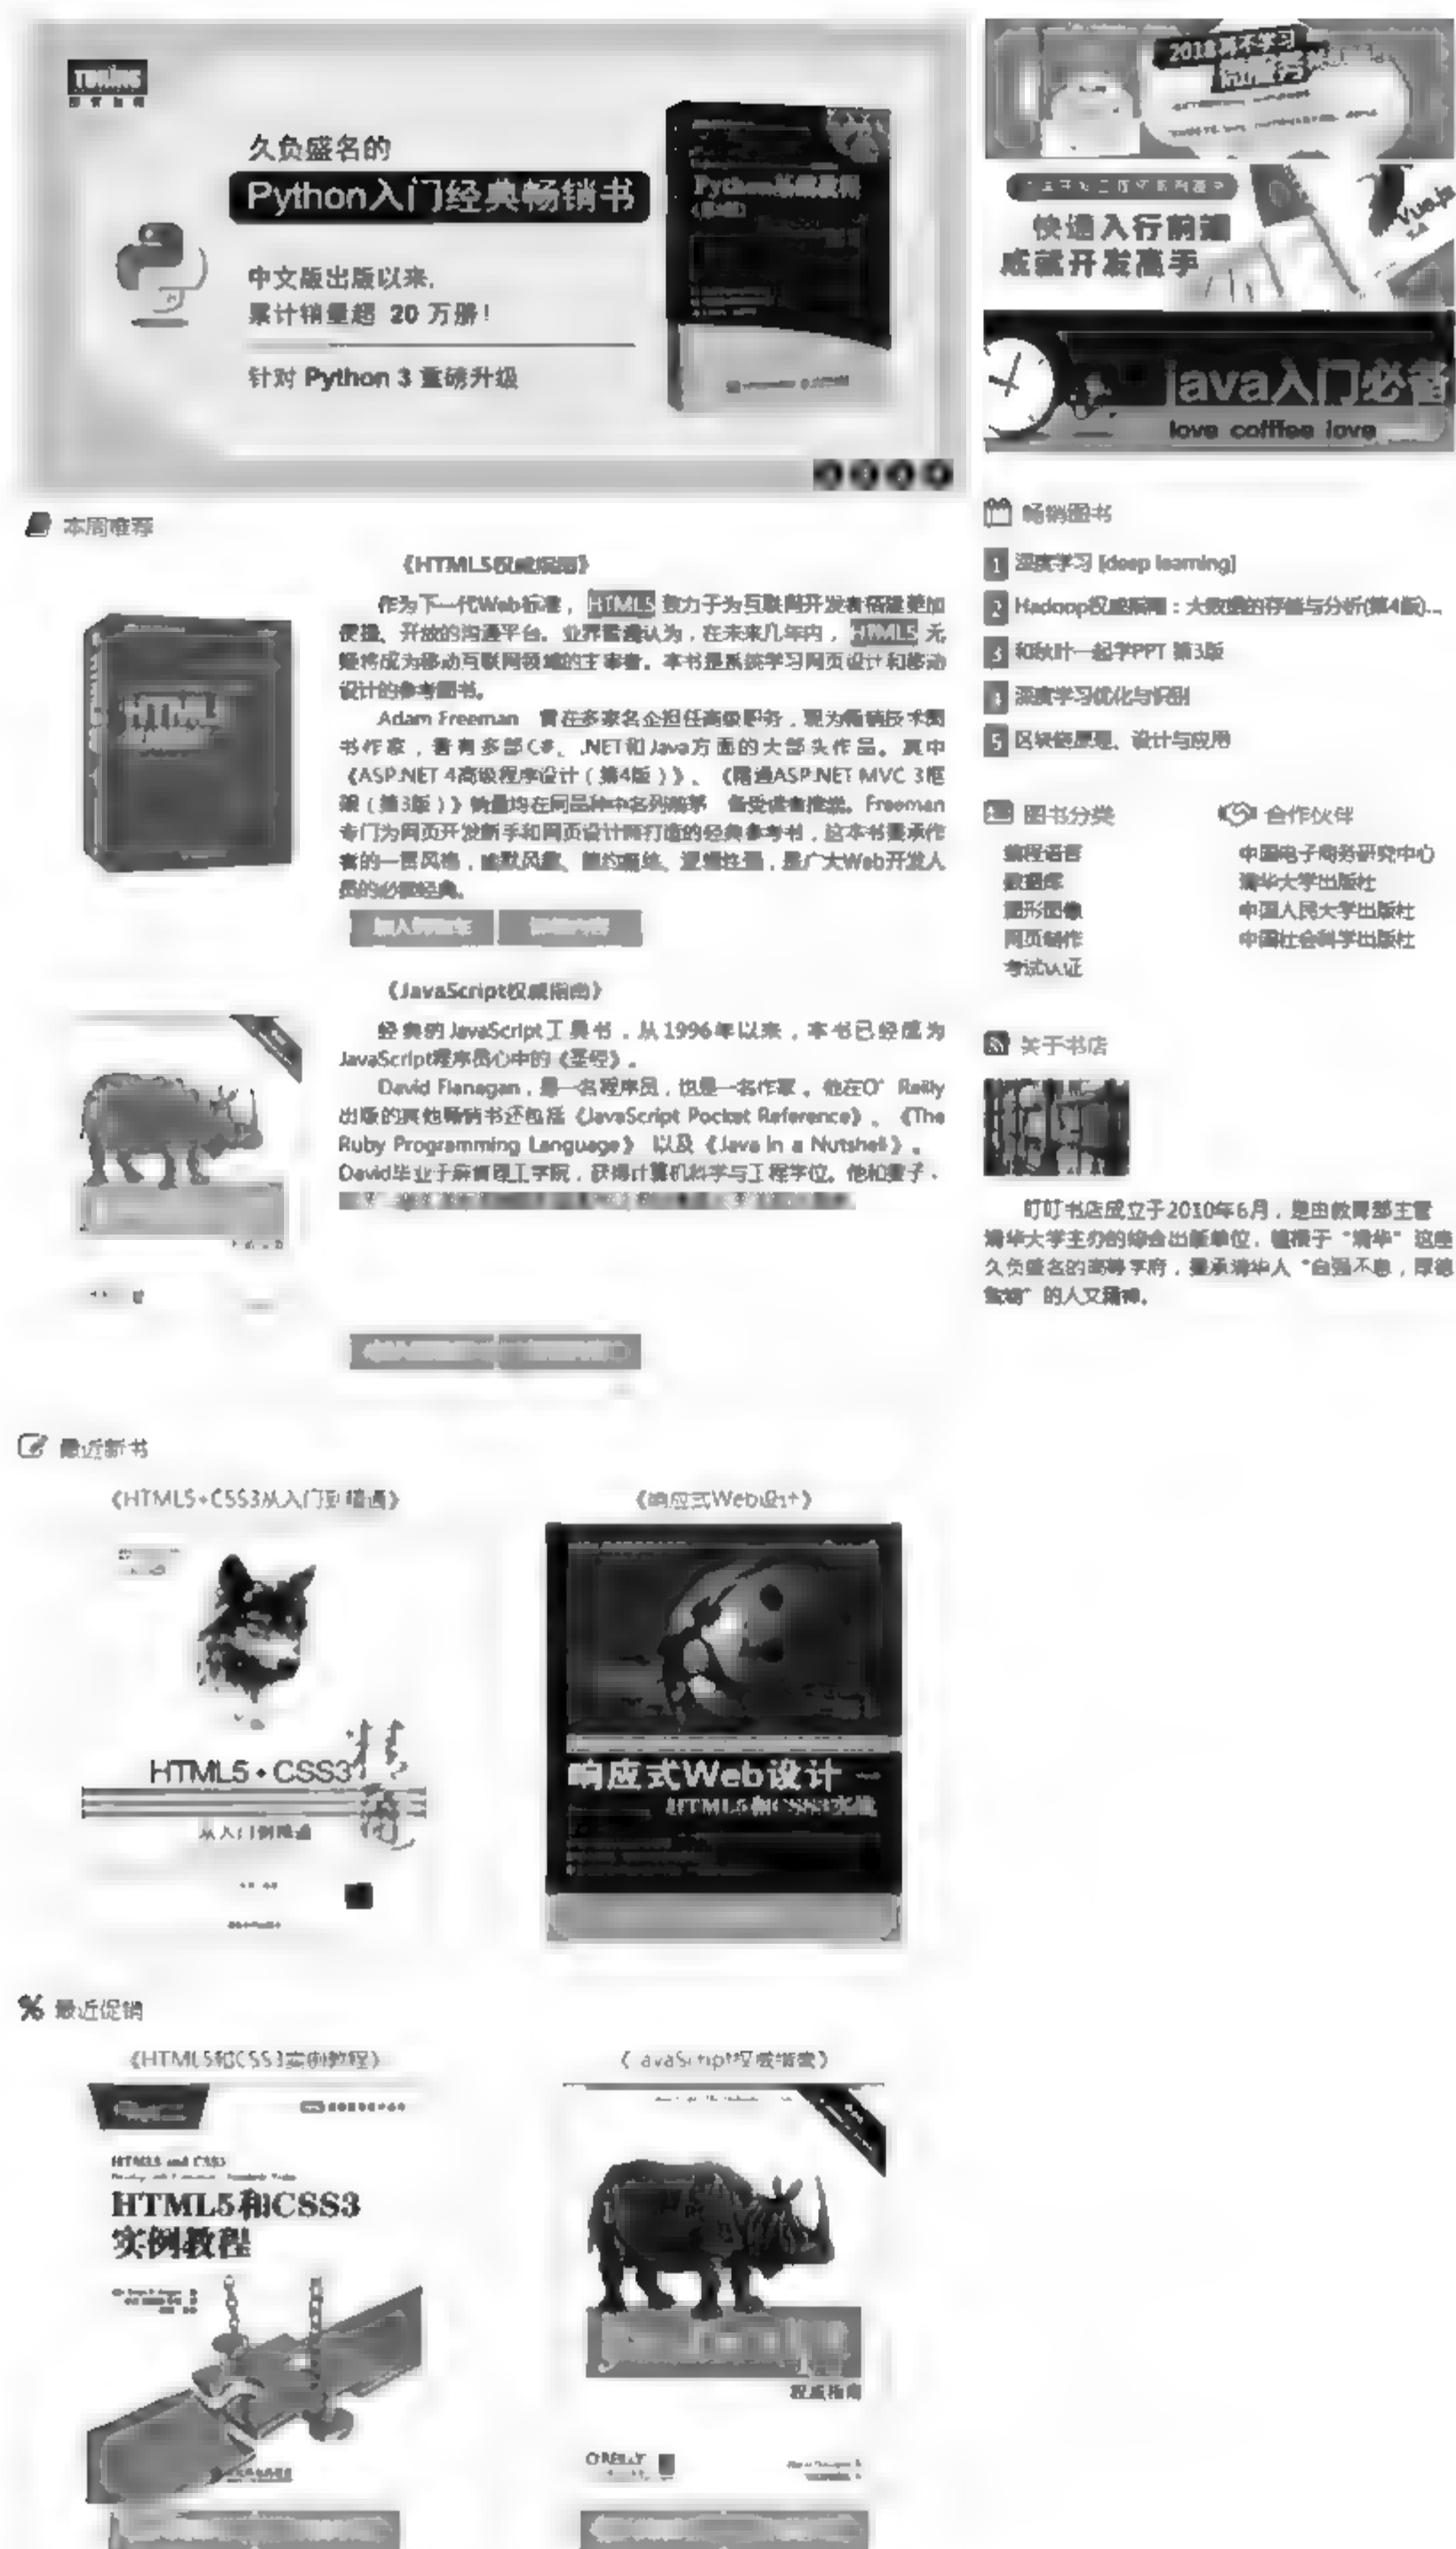 久负盛名的
Python入门经典畅销书
中文版出版以来,
累计销量超 20 万册！
针对 Python 3 重磅升级
2018再不学习
快速入行前端
成就开发高手
Vue.js
java入门必备
love cofffee love
本周推荐
《HTML5权威指南》
作为下一代Web标准，HTML5 致力于为互联网开发者搭建更加
便捷、开放的沟通平台。业界普遍认为，在未来几年内，HTML5 无
疑将成为移动互联网领域的主宰者。本书是系统学习网页设计和移动
设计的参考图书。
Adam Freeman 曾在多家名企担任高级职务，现为畅销技术图
书作家，著有多部C#、.NET和Java方面的大部头作品。其中
《ASP.NET 4高级程序设计（第4版）》、《精通ASP.NET MVC 3框
架（第3版）》销量均在同品种中名列前茅 备受读者推崇。Freeman
专门为网页开发新手和网页设计师打造的经典参考书，这本书秉承作
者的一贯风格，幽默风趣、简约凝练、逻辑性强，是广大Web开发人
员的必备经典。
加入购物车
《JavaScript权威指南》
经典的JavaScript工具书，从1996年以来，本书已经成为
JavaScript程序员心中的《圣经》。
David Flanagan，是一名程序员，也是一名作家。他在O' Reilly
出版的其他畅销书还包括《JavaScript Pocket Reference》、《The
Ruby Programming Language》 以及《Java in a Nutshell》。
David毕业于麻省理工学院，获得计算机科学与工程学位。他和妻子、
最近新书
《HTML5+CSS3从入门到精通》
HTML5 • CSS3
从入门到精通
《响应式Web设计》
响应式Web设计
HTML5和CSS3实战
最近促销
《HTML5和CSS3实例教程》
HTML5 and CSS3
HTML5和CSS3
实例教程
《JavaScript权威指南》
权威指南
O'REILLY
畅销图书
1 深度学习 [deep learning]
2 Hadoop权威指南：大数据的存储与分析(第4版)...
3 和秋叶一起学PPT 第3版
4 深度学习优化与识别
5 区块链原理、设计与应用
图书分类
编程语言
数据库
图形图像
网页制作
考试认证
合作伙伴
中国电子商务研究中心
清华大学出版社
中国人民大学出版社
中国社会科学出版社
关于书店
叮叮书店成立于2010年6月，是由教育部主管
清华大学主办的综合出版单位，植根于“清华”这座
久负盛名的高等学府，秉承清华人“自强不息，厚德
载物”的人文精神。